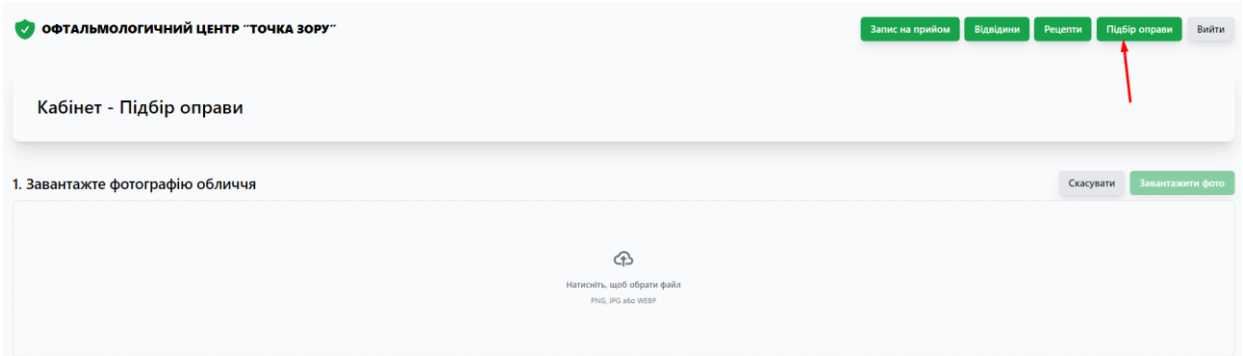 ОФТАЛЬМОЛОГИЧНИЙ ЦЕНТР “ТОЧКА ЗОРУ”
Запис на прийом
Відвідини
Рецепти
Підбір оправи
Вийти
Кабінет - Підбір оправи
1. Завантажте фотографію обличчя
Скасувати
Завантажити фото
Натисніть, щоб обрати файл
PNG, JPG або WEBP